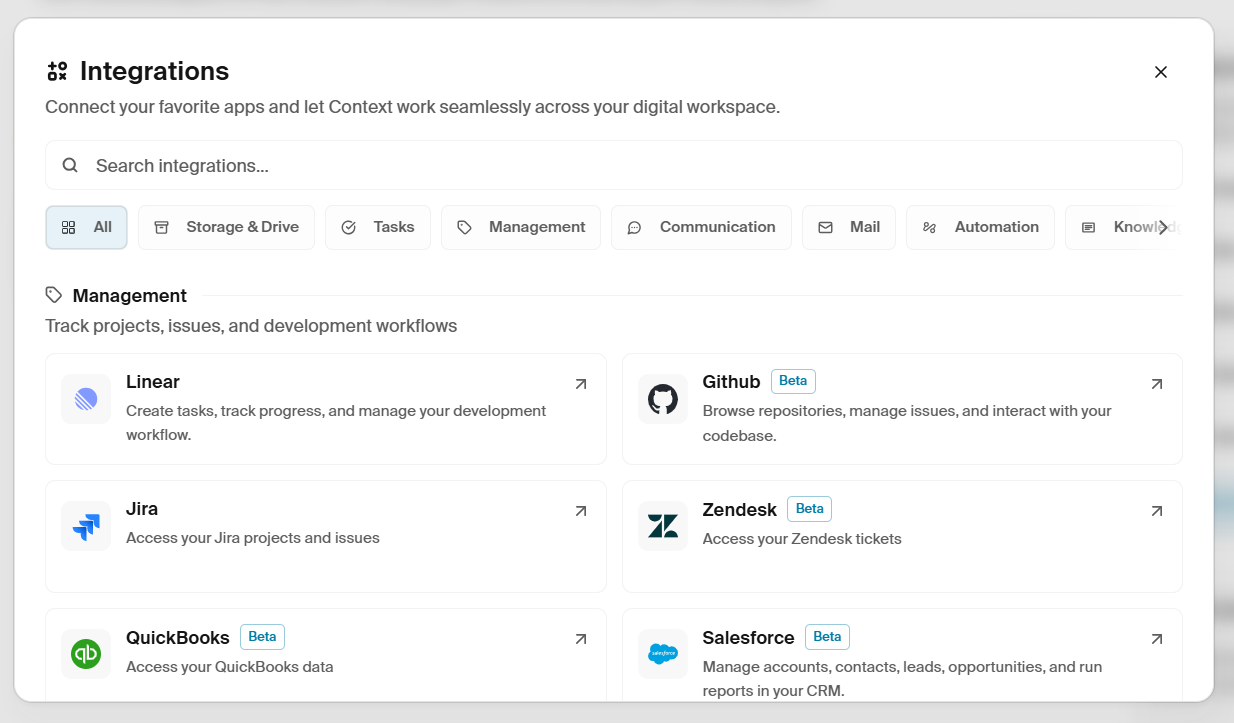 Integrations
Connect your favorite apps and let Context work seamlessly across your digital workspace.
Search integrations...
All Storage & Drive Tasks Management Communication Mail Automation Knowledg
Management
Track projects, issues, and development workflows
Linear
Create tasks, track progress, and manage your development
workflow.
Github Beta
Browse repositories, manage issues, and interact with your
codebase.
Jira
Access your Jira projects and issues
Zendesk Beta
Access your Zendesk tickets
qb
QuickBooks Beta
Access your QuickBooks data
salesforce
Salesforce Beta
Manage accounts, contacts, leads, opportunities, and run
reports in your CRM.